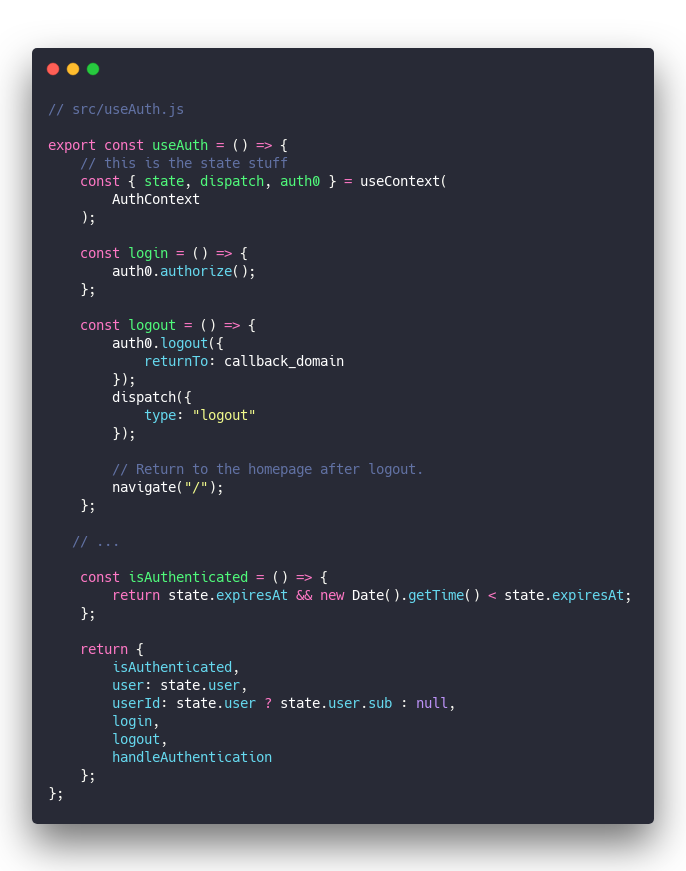 // src/useAuth.js

export const useAuth = () => {
    // this is the state stuff
    const { state, dispatch, auth0 } = useContext(
        AuthContext
    );

    const login = () => {
        auth0.authorize();
    };

    const logout = () => {
        auth0.logout({
            returnTo: callback_domain
        });
        dispatch({
            type: "logout"
        });

        // Return to the homepage after logout.
        navigate("/");
    };

   // ...

    const isAuthenticated = () => {
        return state.expiresAt && new Date().getTime() < state.expiresAt;
    };

    return {
        isAuthenticated,
        user: state.user,
        userId: state.user ? state.user.sub : null,
        login,
        logout,
        handleAuthentication
    };
};